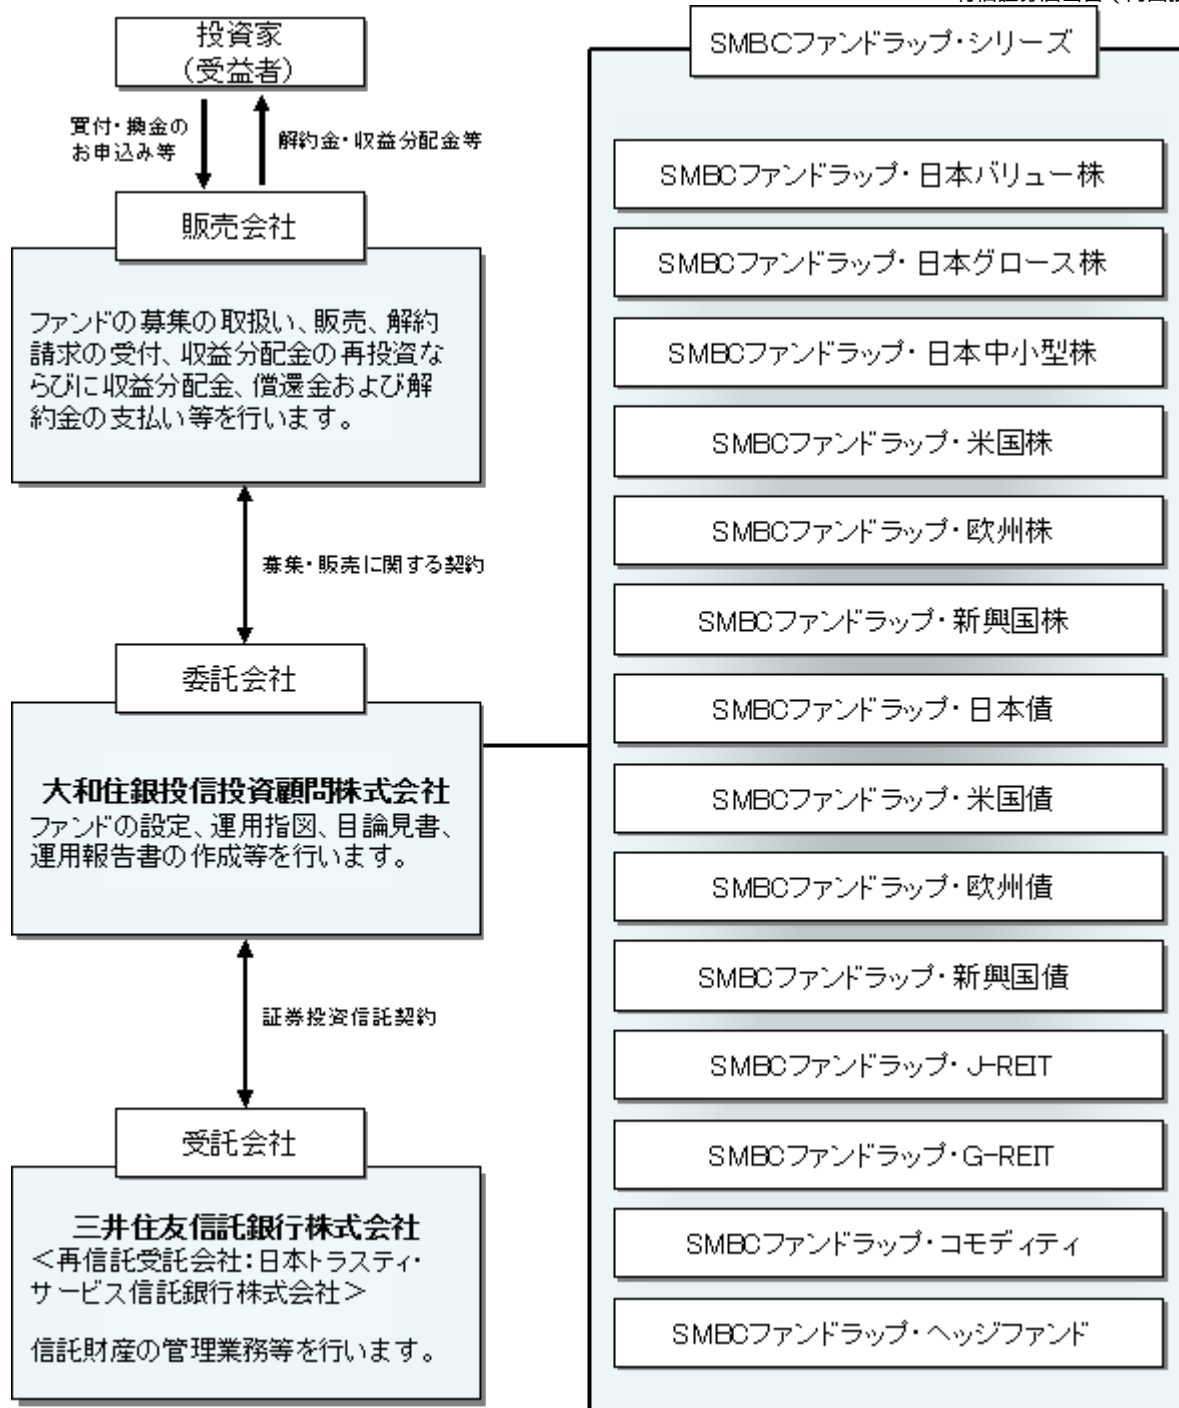 投資家
（受益者）
買付・換金の
お申込み等
解約金・収益分配金等
販売会社
ファンドの募集の取扱い、販売、解約
請求の受付、収益分配金の再投資な
らびに収益分配金、償還金および解
約金の支払い等を行います。
募集・販売に関する契約
委託会社
大和住銀投信投資顧問株式会社
ファンドの設定、運用指図、目論見書、
運用報告書の作成等を行います。
証券投資信託契約
受託会社
三井住友信託銀行株式会社
＜再信託受託会社：日本トラスティ・
サービス信託銀行株式会社＞
信託財産の管理業務等を行います。
SMBCファンドラップ・シリーズ
SMBCファンドラップ・日本バリュー株
SMBCファンドラップ・日本グロース株
SMBCファンドラップ・日本中小型株
SMBCファンドラップ・米国株
SMBCファンドラップ・欧州株
SMBCファンドラップ・新興国株
SMBCファンドラップ・日本債
SMBCファンドラップ・米国債
SMBCファンドラップ・欧州債
SMBCファンドラップ・新興国債
SMBCファンドラップ・J-REIT
SMBCファンドラップ・G-REIT
SMBCファンドラップ・コモディティ
SMBCファンドラップ・ヘッジファンド